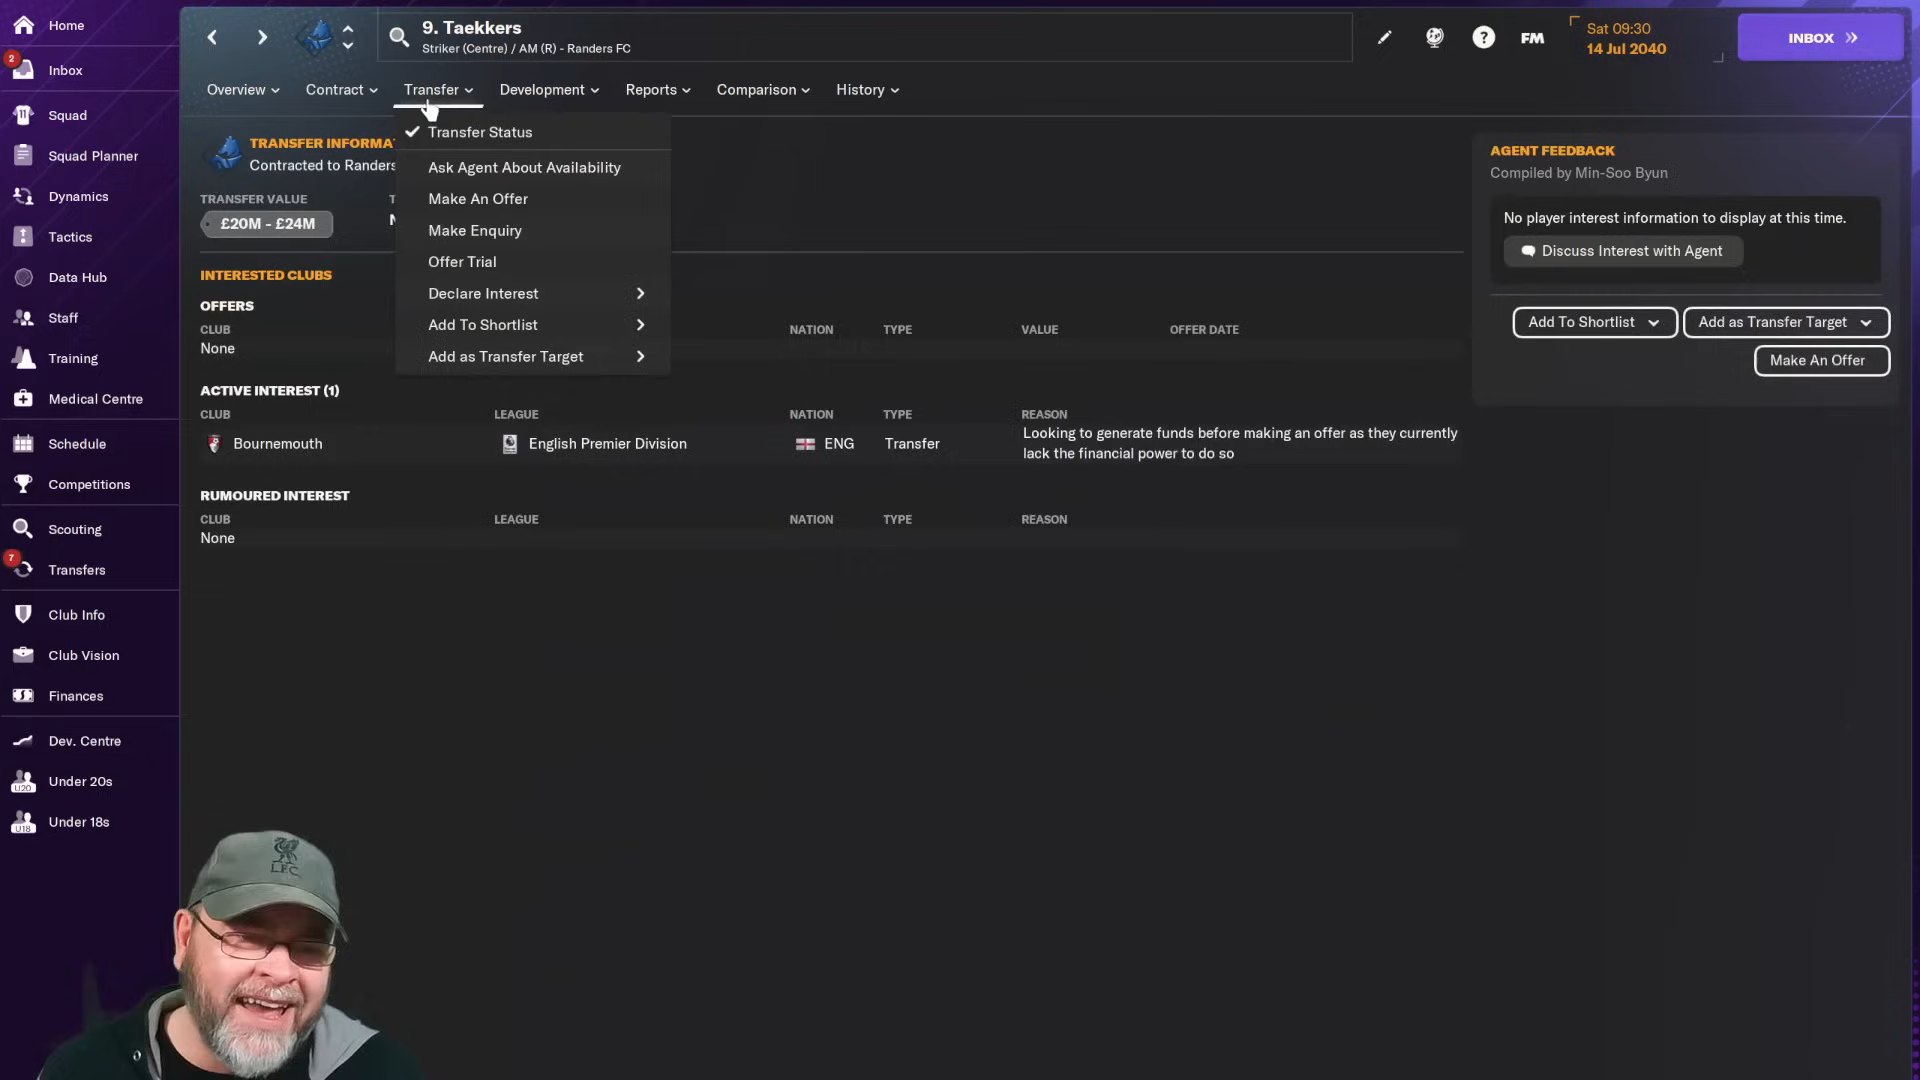 Home
2
Inbox
Squad
Squad Planner
Dynamics
Tactics
Data Hub
Staff
Training
Medical Centre
Schedule
Competitions
Scouting
7
Transfers
Club Info
Club Vision
Finances
Dev. Centre
U20
Under 20s
U18
Under 18s
9. Taekkers
Striker (Centre) / AM (R) - Randers FC
FM
Sat 09:30
14 Jul 2040
INBOX
Overview
Contract
Transfer
Development
Reports
Comparison
History
TRANSFER INFORMA
Contracted to Randers
TRANSFER VALUE
£20M - £24M
Transfer Status
Ask Agent About Availability
Make An Offer
Make Enquiry
Offer Trial
Declare Interest
Add To Shortlist
Add as Transfer Target
INTERESTED CLUBS
OFFERS
CLUB NATION TYPE VALUE OFFER DATE
None
ACTIVE INTEREST (1)
CLUB LEAGUE NATION TYPE REASON
Bournemouth English Premier Division ENG Transfer Looking to generate funds before making an offer as they currently
lack the financial power to do so
RUMOURED INTEREST
CLUB LEAGUE NATION TYPE REASON
None
AGENT FEEDBACK
Compiled by Min-Soo Byun
No player interest information to display at this time.
Discuss Interest with Agent
Add To Shortlist
Add as Transfer Target
Make An Offer
L.F.C.